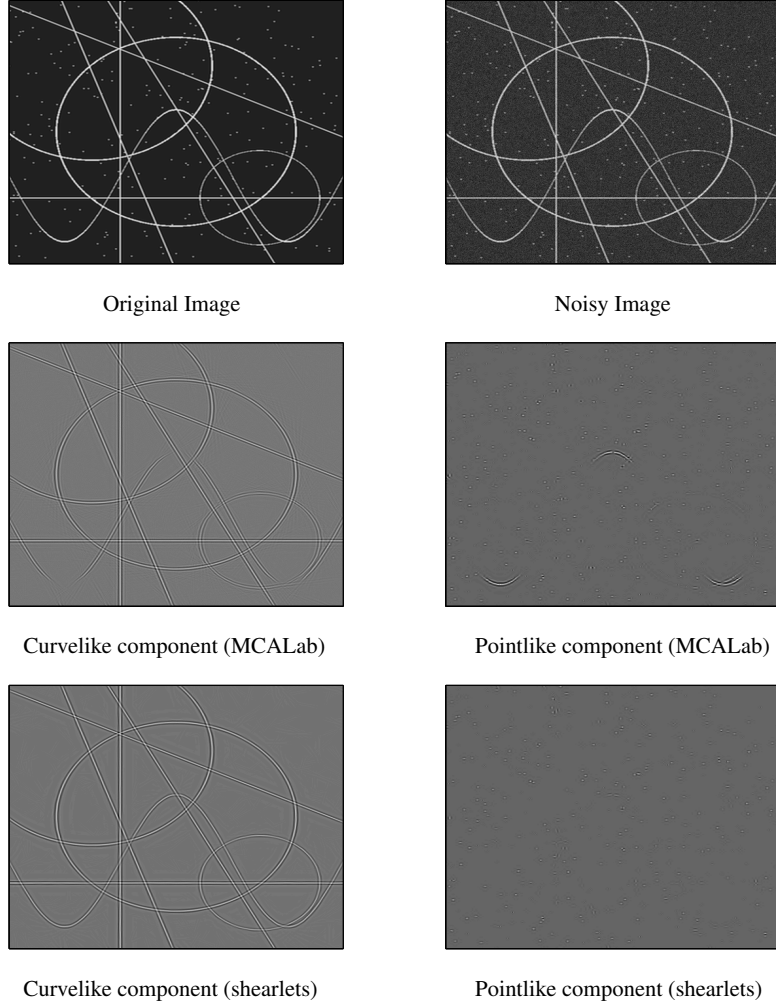 Original Image
Noisy Image
Curvelike component (MCALab)
Pointlike component (MCALab)
Curvelike component (shearlets)
Pointlike component (shearlets)